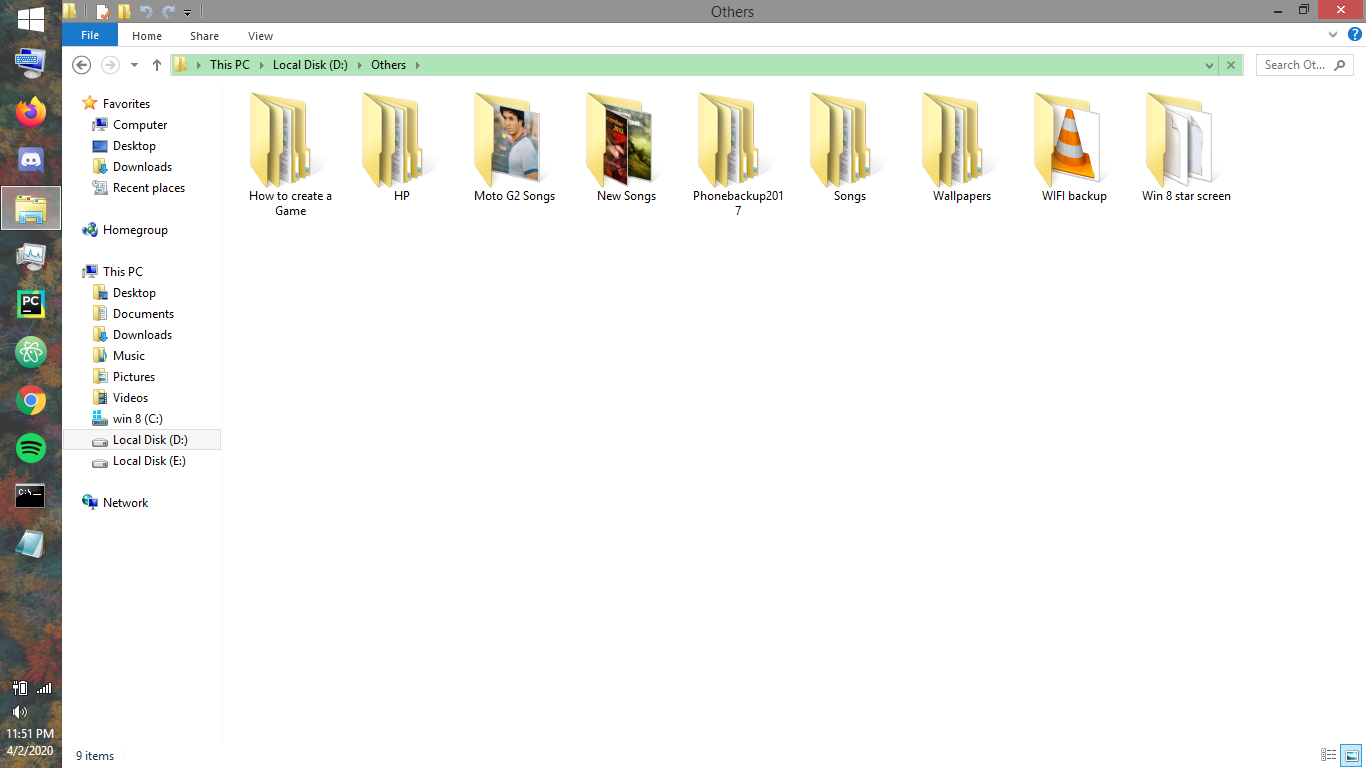 Others
File
Home
Share
View
?
This PC
Local Disk (D:)
Others
Search Ot...
Favorites
Computer
Desktop
Downloads
Recent places
Homegroup
This PC
Desktop
Documents
Downloads
Music
Pictures
Videos
win 8 (C:)
Local Disk (D:)
Local Disk (E:)
Network
How to create a
Game
HP
Moto G2 Songs
New Songs
Phonebackup201
7
Songs
Wallpapers
WIFI backup
Win 8 star screen
PC
C:\
11:51 PM
4/2/2020
9 items